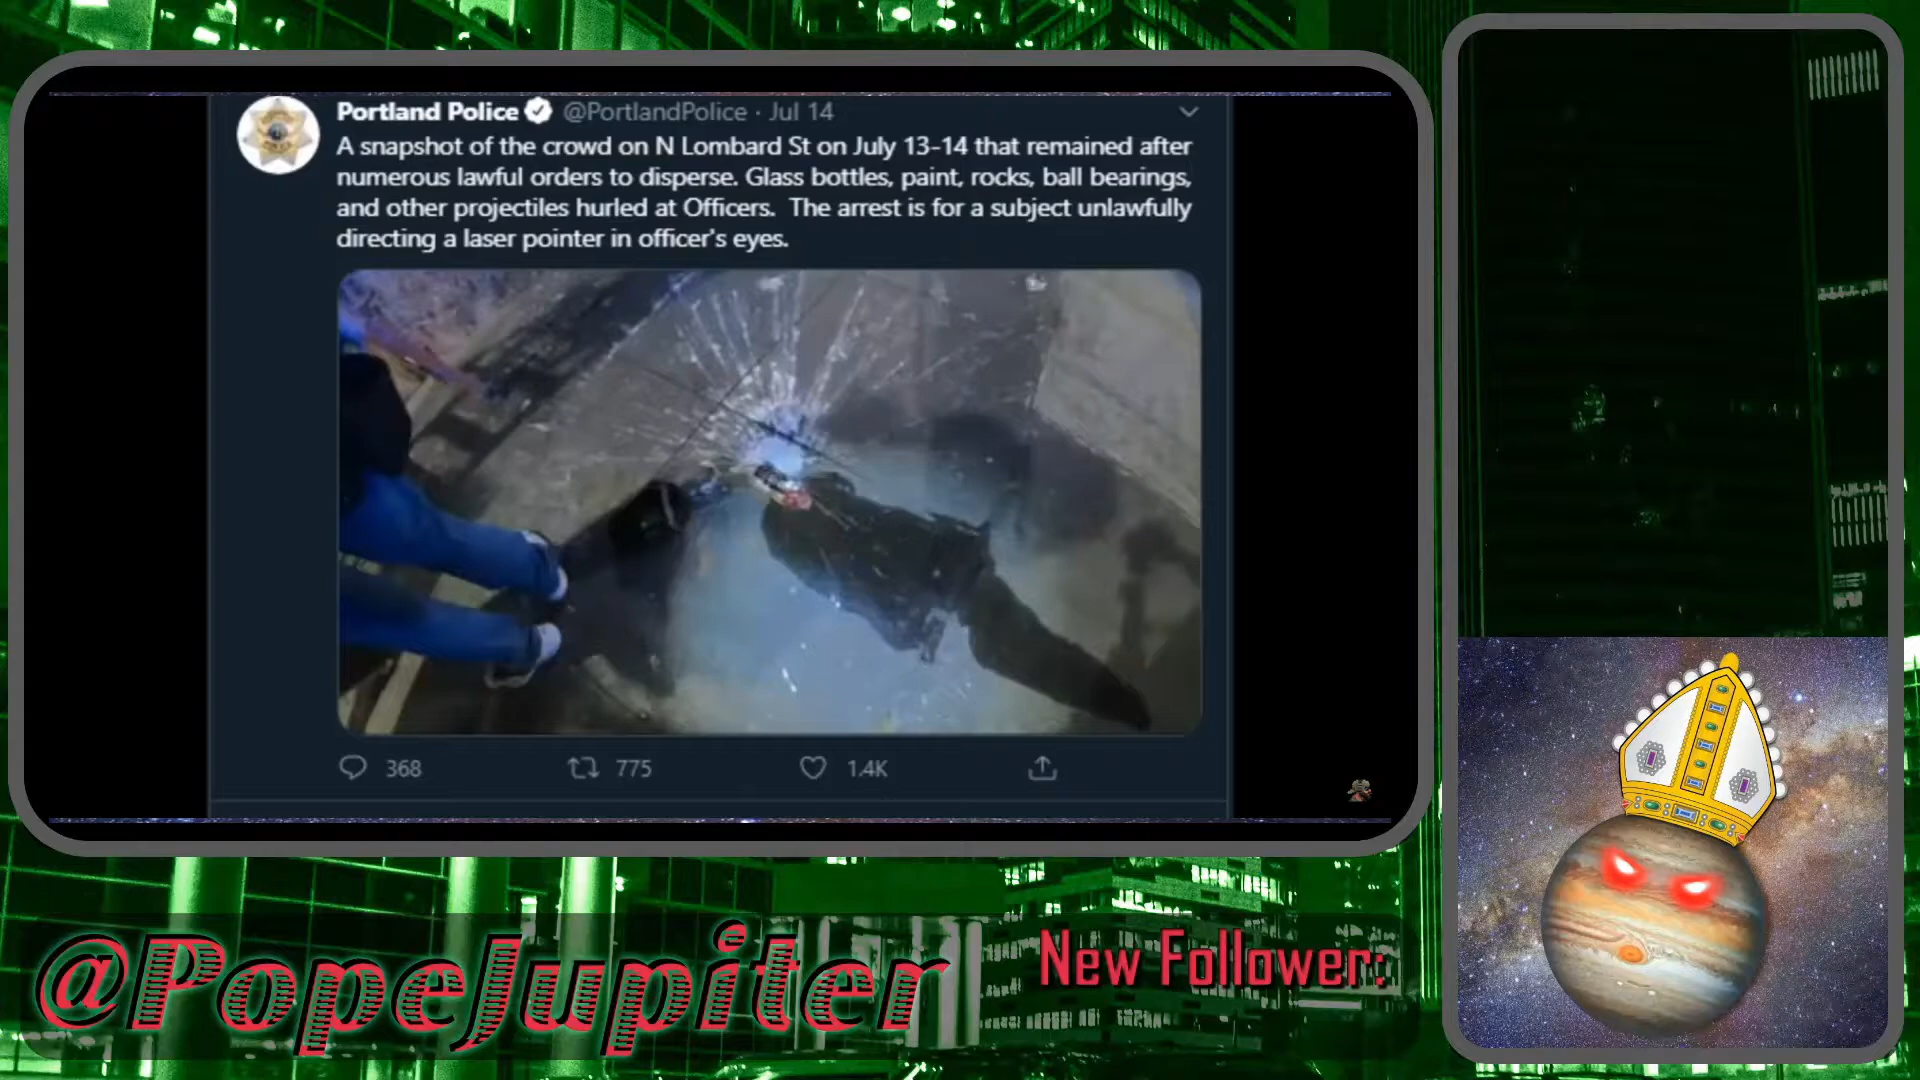 Portland Police @PortlandPolice · Jul 14
A snapshot of the crowd on N Lombard St on July 13-14 that remained after
numerous lawful orders to disperse. Glass bottles, paint, rocks, ball bearings,
and other projectiles hurled at Officers.  The arrest is for a subject unlawfully
directing a laser pointer in officer's eyes.
368 775 1.4K
@PopeJupiter
New Follower: